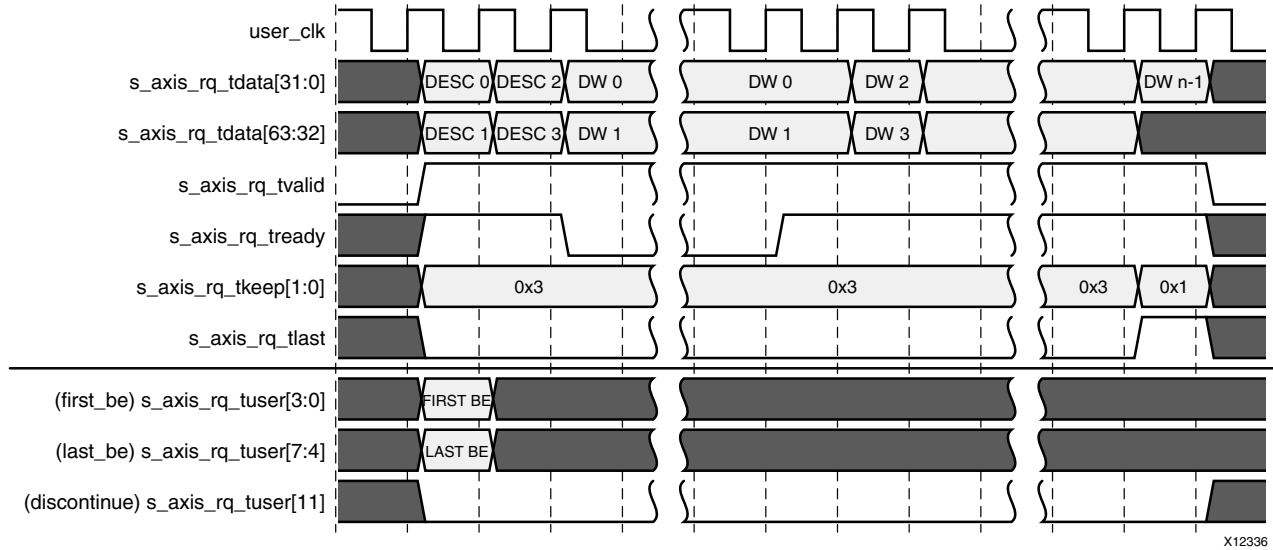 user_clk
s_axis_rq_tdata[31:0] DESC 0 DESC 2 DW 0 DW 0 DW 2 DW n-1
s_axis_rq_tdata[63:32] DESC 1 DESC 3 DW 1 DW 1 DW 3
s_axis_rq_tvalid
s_axis_rq_tready
s_axis_rq_tkeep[1:0] 0x3 0x3 0x3 0x1
s_axis_rq_tlast
(first_be) s_axis_rq_tuser[3:0] FIRST BE
(last_be) s_axis_rq_tuser[7:4] LAST BE
(discontinue) s_axis_rq_tuser[11]
X12336